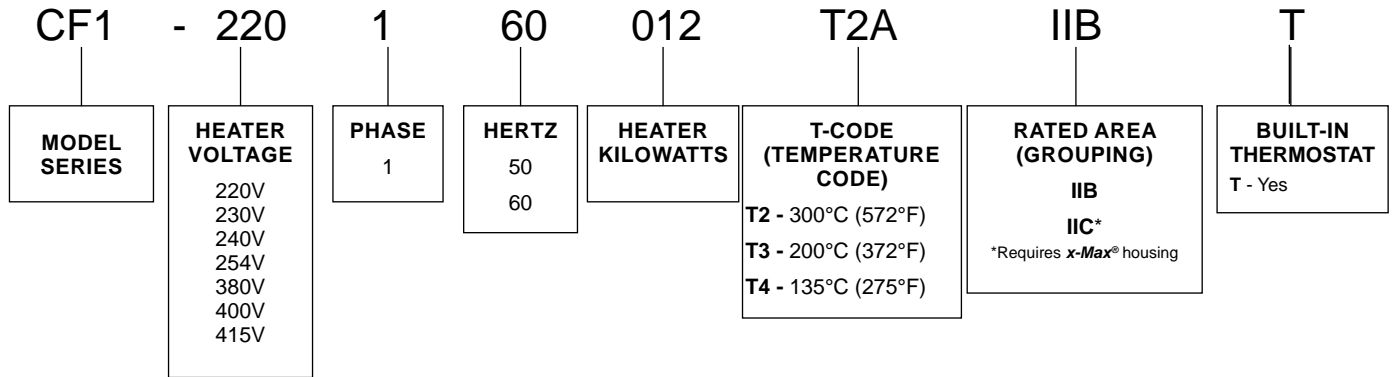 CF1 - 220 1 60 012 T2A IIB T
MODEL
SERIES
HEATER
VOLTAGE
220V
230V
240V
254V
380V
400V
415V
PHASE
1
HERTZ
50
60
HEATER
KILOWATTS
T-CODE
(TEMPERATURE
CODE)
T2 - 300°C (572°F)
T3 - 200°C (372°F)
T4 - 135°C (275°F)
RATED AREA
(GROUPING)
IIB
IIC*
*Requires x-Max® housing
BUILT-IN
THERMOSTAT
T - Yes